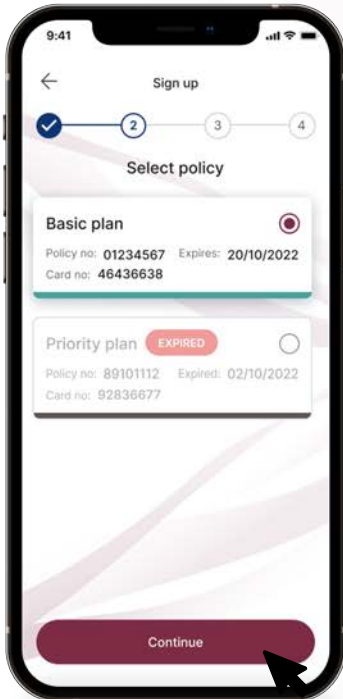 9:41
Sign up
2 3 4
Select policy
Basic plan
Policy no: 01234567 Expires: 20/10/2022
Card no: 46436638
Priority plan EXPIRED
Policy no: 89101112 Expired: 02/10/2022
Card no: 92836677
Continue